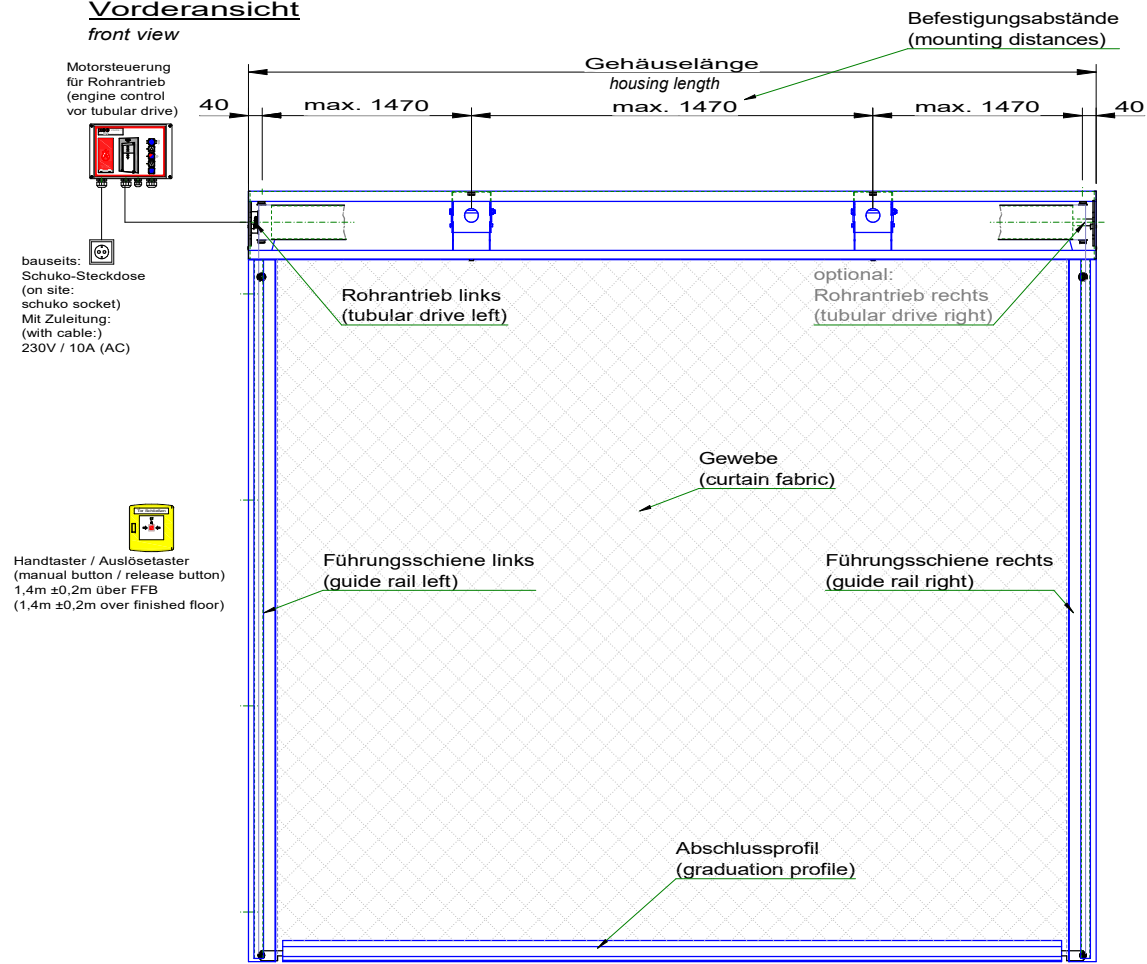 Vorderansicht
front view
Befestigungsabstände
(mounting distances)
Motorsteuerung
für Rohrantrieb
(engine control
vor tubular drive)
Gehäuselänge
housing length
40
max. 1470
max. 1470
max. 1470
40
bauseits:
Schuko-Steckdose
(on site:
schuko socket)
Mit Zuleitung:
(with cable:)
230V / 10A (AC)
Rohrantrieb links
(tubular drive left)
optional:
Rohrantrieb rechts
(tubular drive right)
Gewebe
(curtain fabric)
Handtaster / Auslösetaster
(manual button / release button)
1,4m ±0,2m über FFB
(1,4m ±0,2m over finished floor)
Führungsschiene links
(guide rail left)
Führungsschiene rechts
(guide rail right)
Abschlussprofil
(graduation profile)